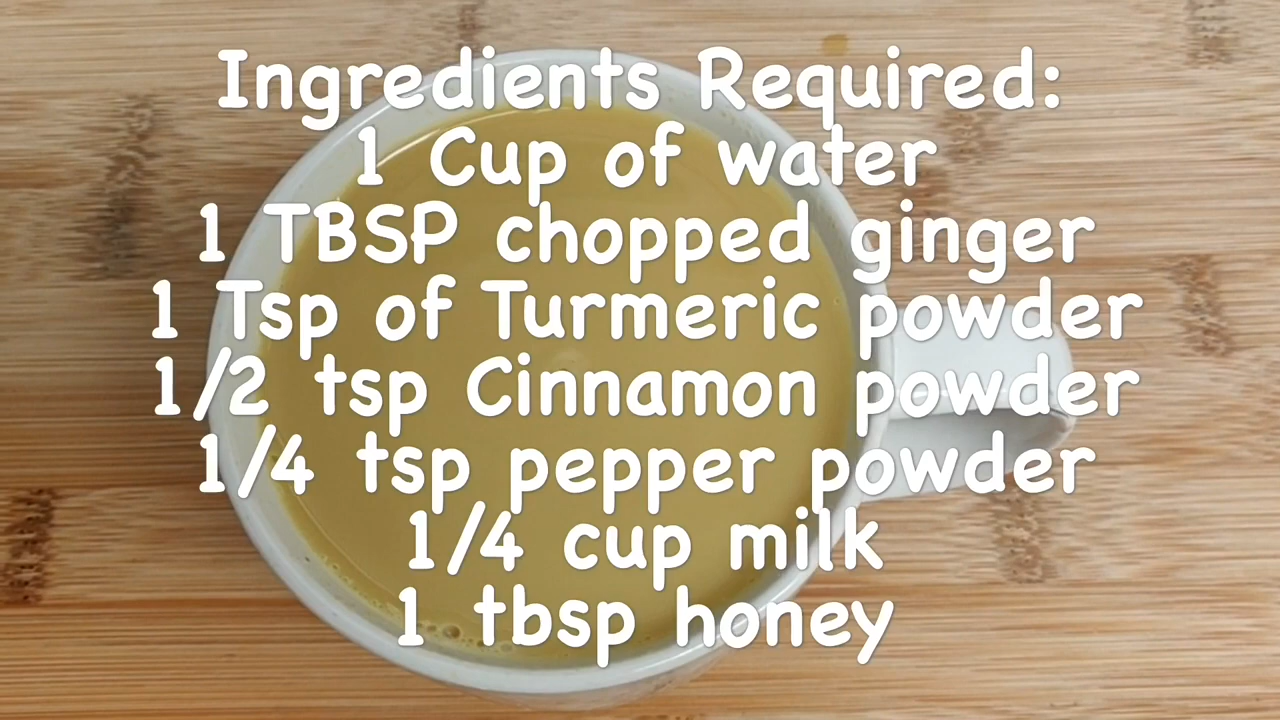 Ingredients Required:
1 Cup of water
1 TBSP chopped ginger
1 Tsp of Turmeric powder
1/2 tsp Cinnamon powder
1/4 tsp pepper powder
1/4 cup milk
1 tbsp honey